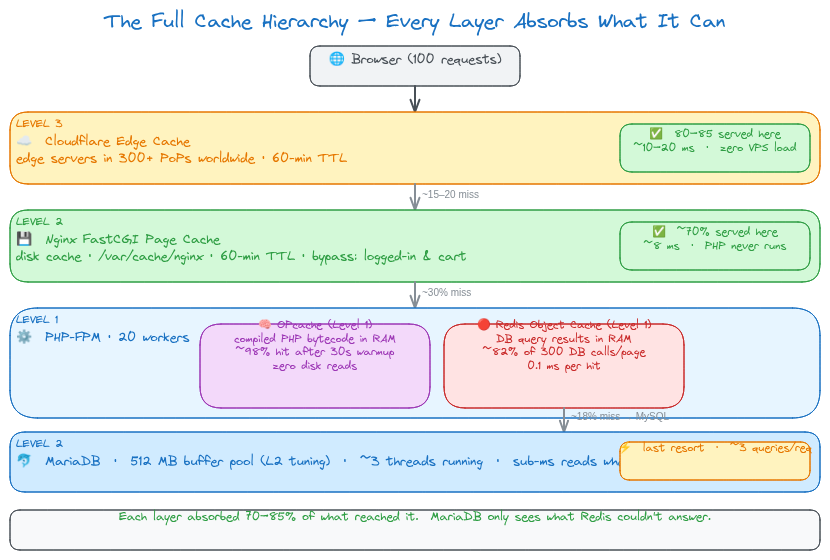 The Full Cache Hierarchy — Every Layer Absorbs What It Can
🌐 Browser (100 requests)
LEVEL 3
☁️ Cloudflare Edge Cache
edge servers in 300+ PoPs worldwide · 60-min TTL
✅ 80–85 served here
~10–20 ms · zero VPS load
~15–20 miss
LEVEL 2
💾 Nginx FastCGI Page Cache
disk cache · /var/cache/nginx · 60-min TTL · bypass: logged-in & cart
✅ ~70% served here
~8 ms · PHP never runs
~30% miss
LEVEL 1
⚙️ PHP-FPM · 20 workers
🧠 OPcache (Level 1)
compiled PHP bytecode in RAM
~98% hit after 30s warmup
zero disk reads
🔴 Redis Object Cache (Level 1)
DB query results in RAM
~82% of 300 DB calls/page
0.1 ms per hit
~18% miss → MySQL
LEVEL 2
🐬 MariaDB · 512 MB buffer pool (L2 tuning) · ~3 threads running · sub-ms reads
⚡ last resort · ~3 queries/req
Each layer absorbed 70–85% of what reached it. MariaDB only sees what Redis couldn't answer.